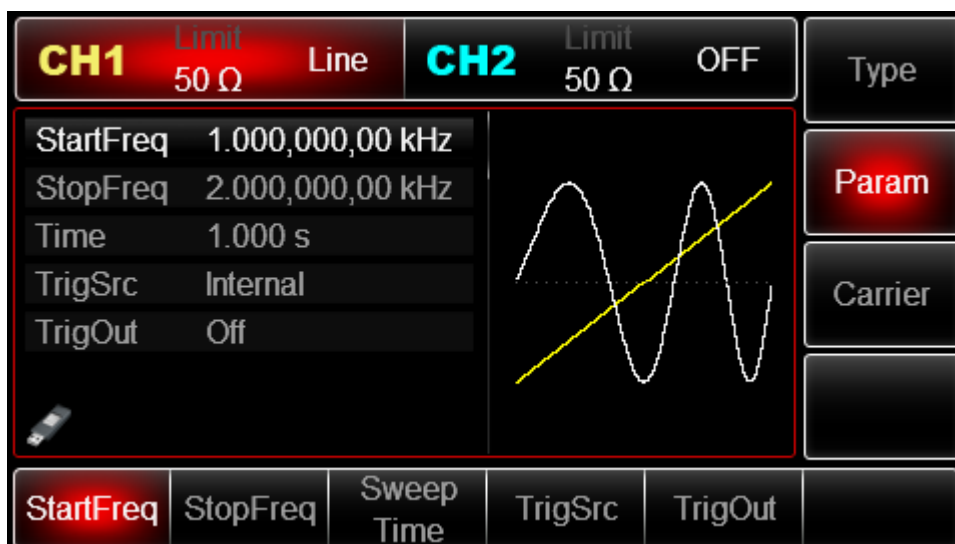 CH1 Limit 50 Ω Line
CH2 Limit 50 Ω OFF
Type
StartFreq 1.000,000,00 kHz
StopFreq 2.000,000,00 kHz
Time 1.000 s
TrigSrc Internal
TrigOut Off
Param
Carrier
StartFreq
StopFreq
Sweep
Time
TrigSrc
TrigOut